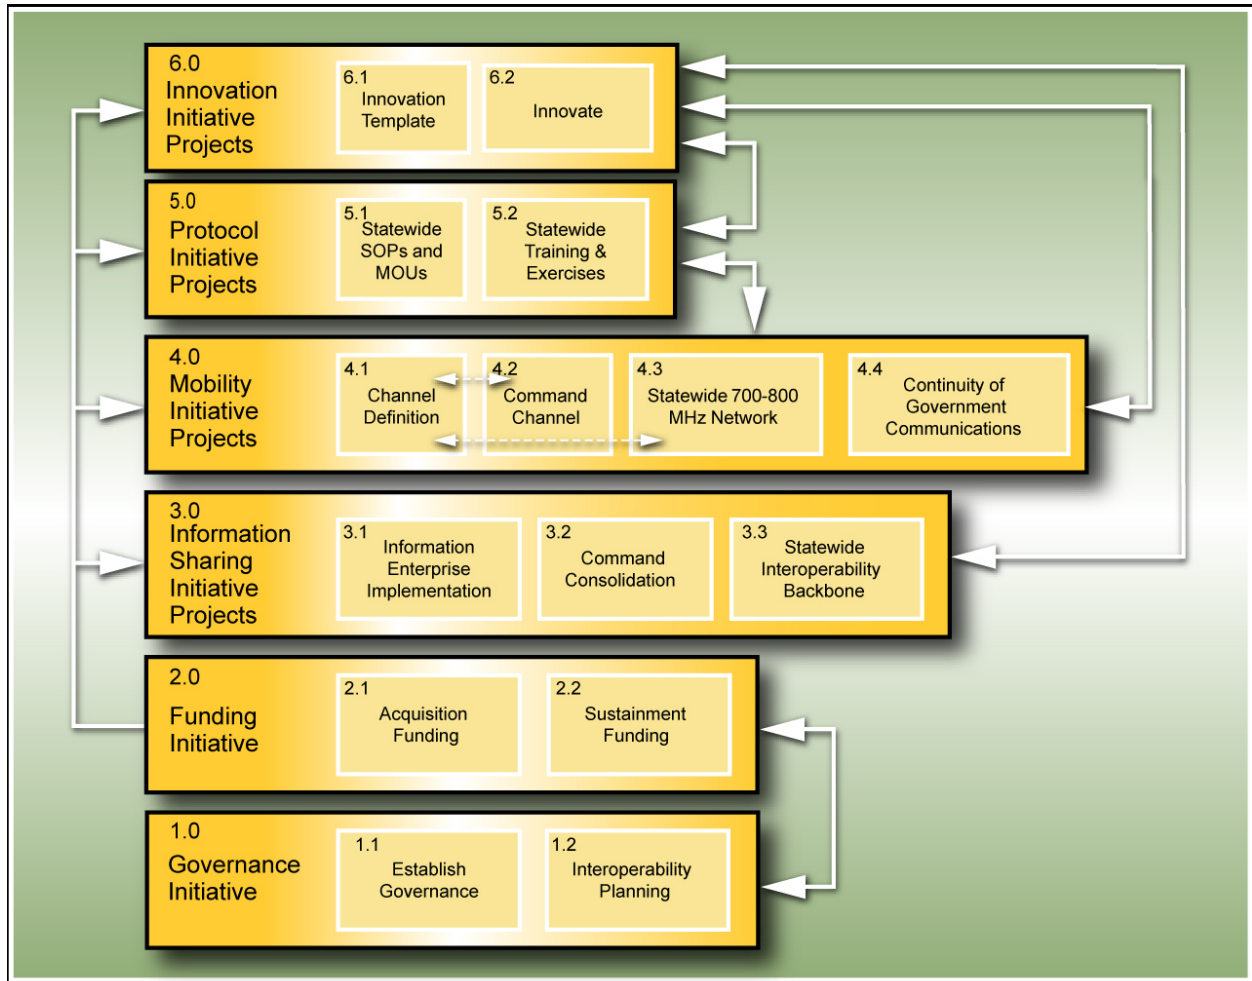 6.0
Innovation
Initiative
Projects
6.1
Innovation
Template
6.2
Innovate
5.0
Protocol
Initiative
Projects
5.1
Statewide
SOPs and
MOUs
5.2
Statewide
Training &
Exercises
4.0
Mobility
Initiative
Projects
4.1
Channel
Definition
4.2
Command
Channel
4.3
Statewide 700-800
MHz Network
4.4
Continuity of
Government
Communications
3.0
Information
Sharing
Initiative
Projects
3.1
Information
Enterprise
Implementation
3.2
Command
Consolidation
3.3
Statewide
Interoperability
Backbone
2.0
Funding
Initiative
2.1
Acquisition
Funding
2.2
Sustainment
Funding
1.0
Governance
Initiative
1.1
Establish
Governance
1.2
Interoperability
Planning